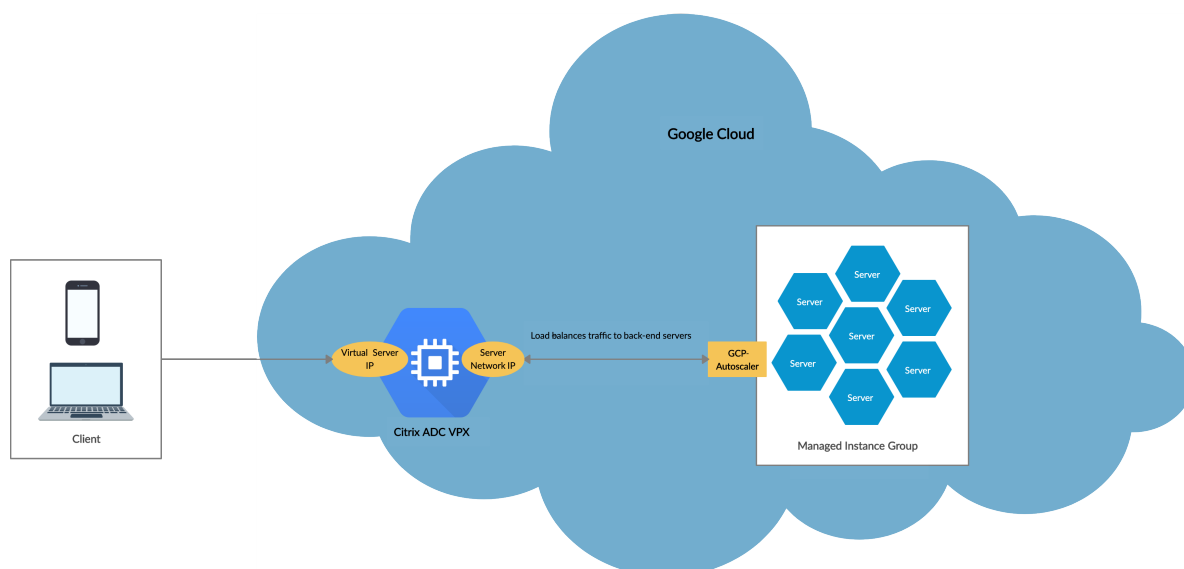 Google Cloud
Server
Server
Server
Server
Server
Server
Server
Managed Instance Group
GCP-
Autoscaler
Load balances traffic to back-end servers
Virtual Server
IP
Server
Network IP
Citrix ADC VPX
Client